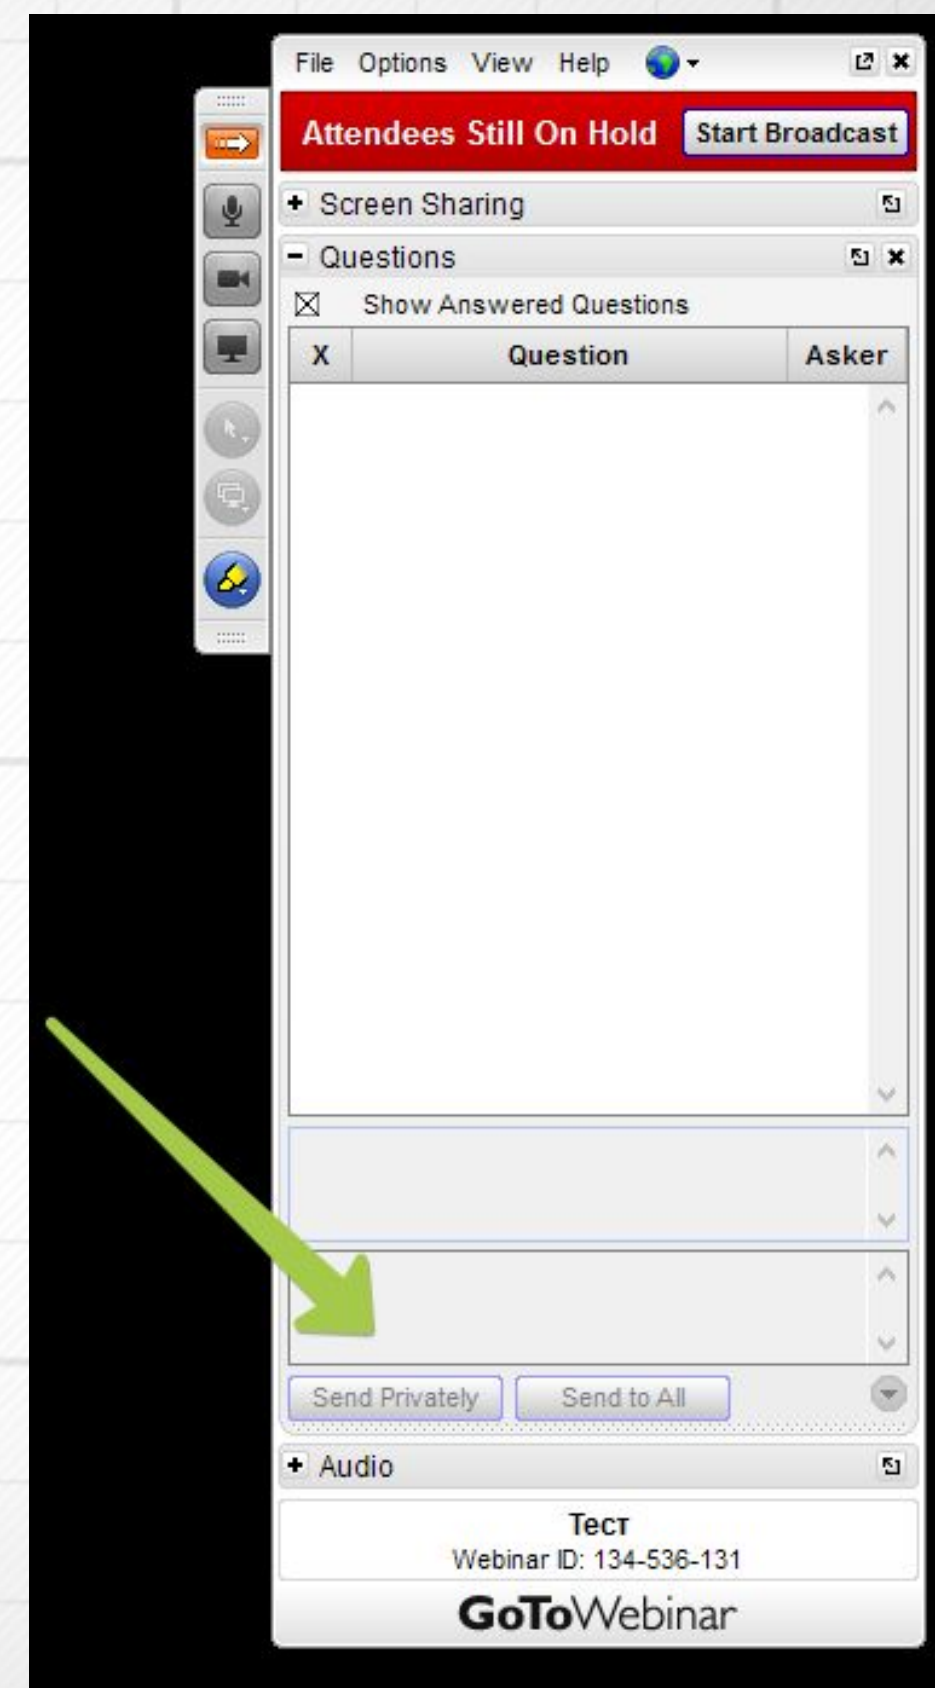 File Options View Help
Attendees Still On Hold Start Broadcast
Screen Sharing
Questions
Show Answered Questions
X Question Asker
Send Privately Send to All
Audio
Тест
Webinar ID: 134-536-131
GoToWebinar